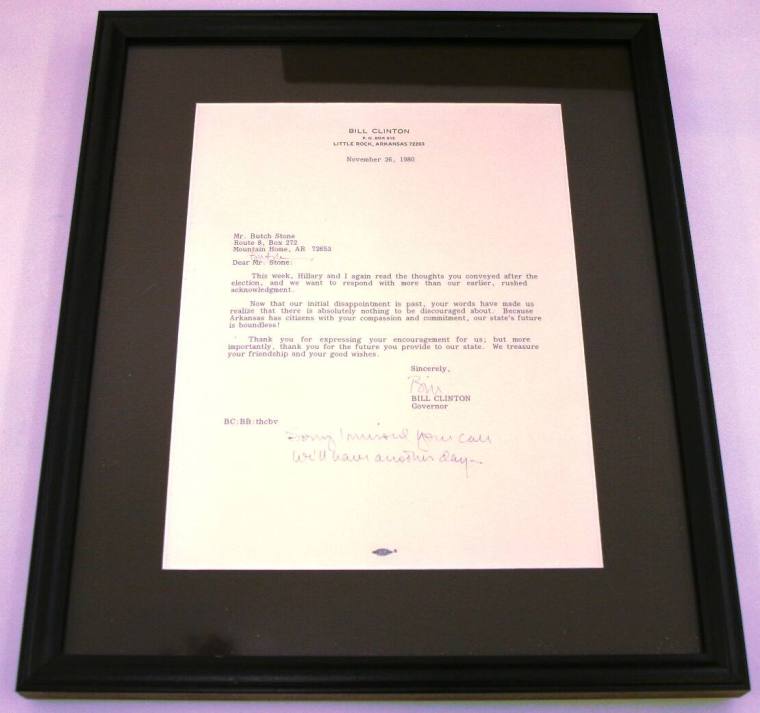 BILL CLINTON
P. O. BOX 615
LITTLE ROCK, ARKANSAS 72203
November 26, 1980
Mr. Butch Stone
Route 8, Box 272
Mountain Home, AR 72653
Dear Mr. Stone:
This week, Hillary and I again read the thoughts you conveyed after the
election, and we want to respond with more than our earlier, rushed
acknowledgment.
Now that our initial disappointment is past, your words have made us
realize that there is absolutely nothing to be discouraged about. Because
Arkansas has citizens with your compassion and commitment, our state's future
is boundless!
Thank you for expressing your encouragement for us; but more
importantly, thank you for the future you provide to our state. We treasure
your friendship and your good wishes.
Sincerely,
Bill
BILL CLINTON
Governor
BC:BB:thcbv
Sorry I missed your call
We'll have another day—